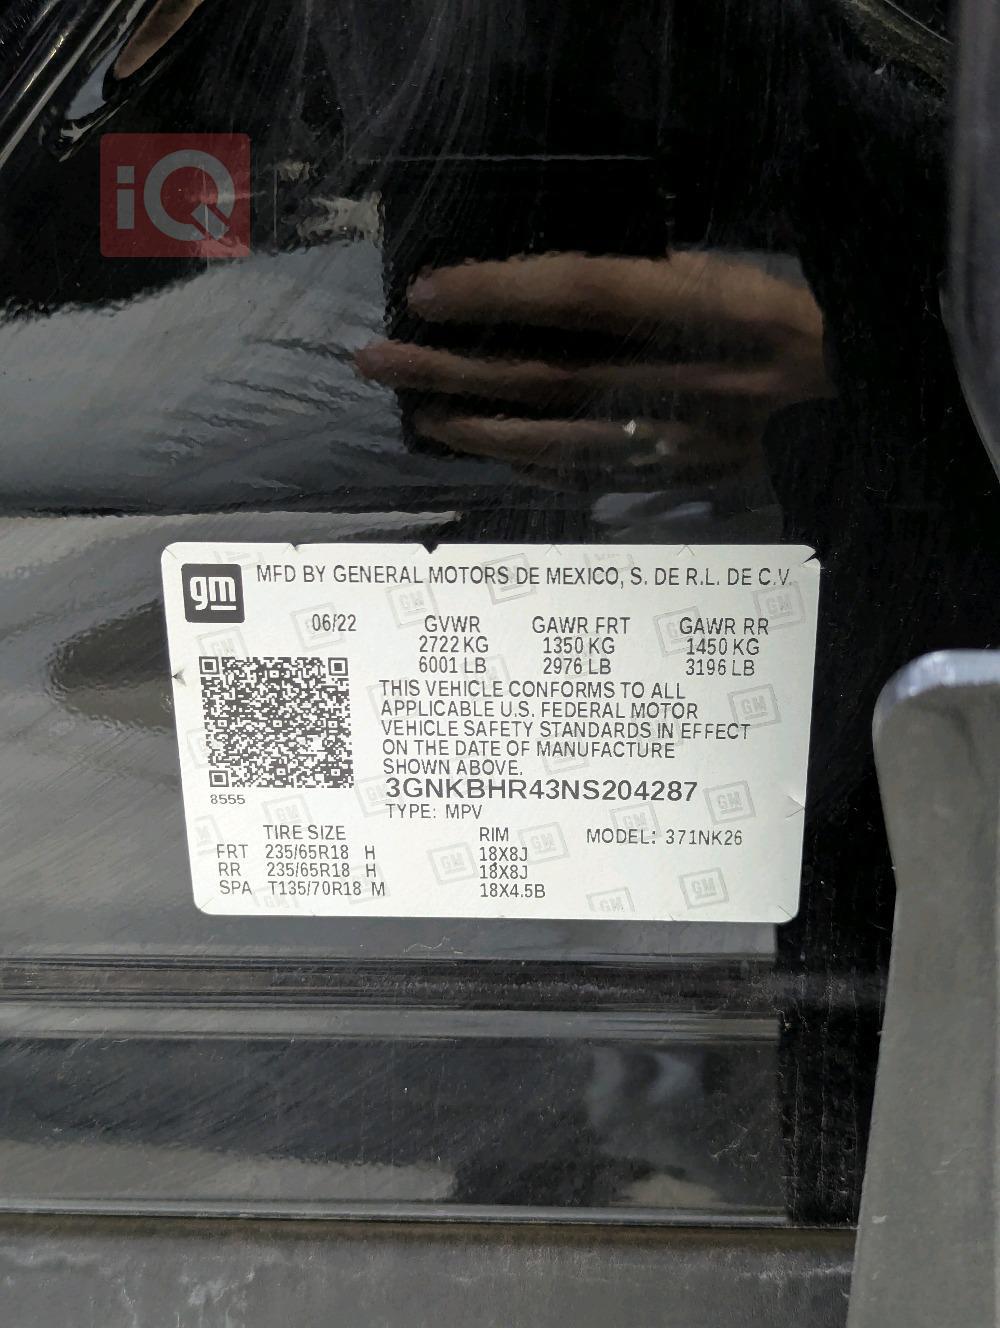 iQ
gm MFD BY GENERAL MOTORS DE MEXICO, S. DE R.L. DE C.V.
06/22 GVWR GAWR FRT GAWR RR
2722 KG 1350 KG 1450 KG
6001 LB 2976 LB 3196 LB
THIS VEHICLE CONFORMS TO ALL
APPLICABLE U.S. FEDERAL MOTOR
VEHICLE SAFETY STANDARDS IN EFFECT
ON THE DATE OF MANUFACTURE
SHOWN ABOVE.
8555 3GNKBHR43NS204287
TYPE: MPV
TIRE SIZE RIM MODEL: 371NK26
FRT 235/65R18 H 18X8J
RR 235/65R18 H 18X8J
SPA T135/70R18 M 18X4.5B